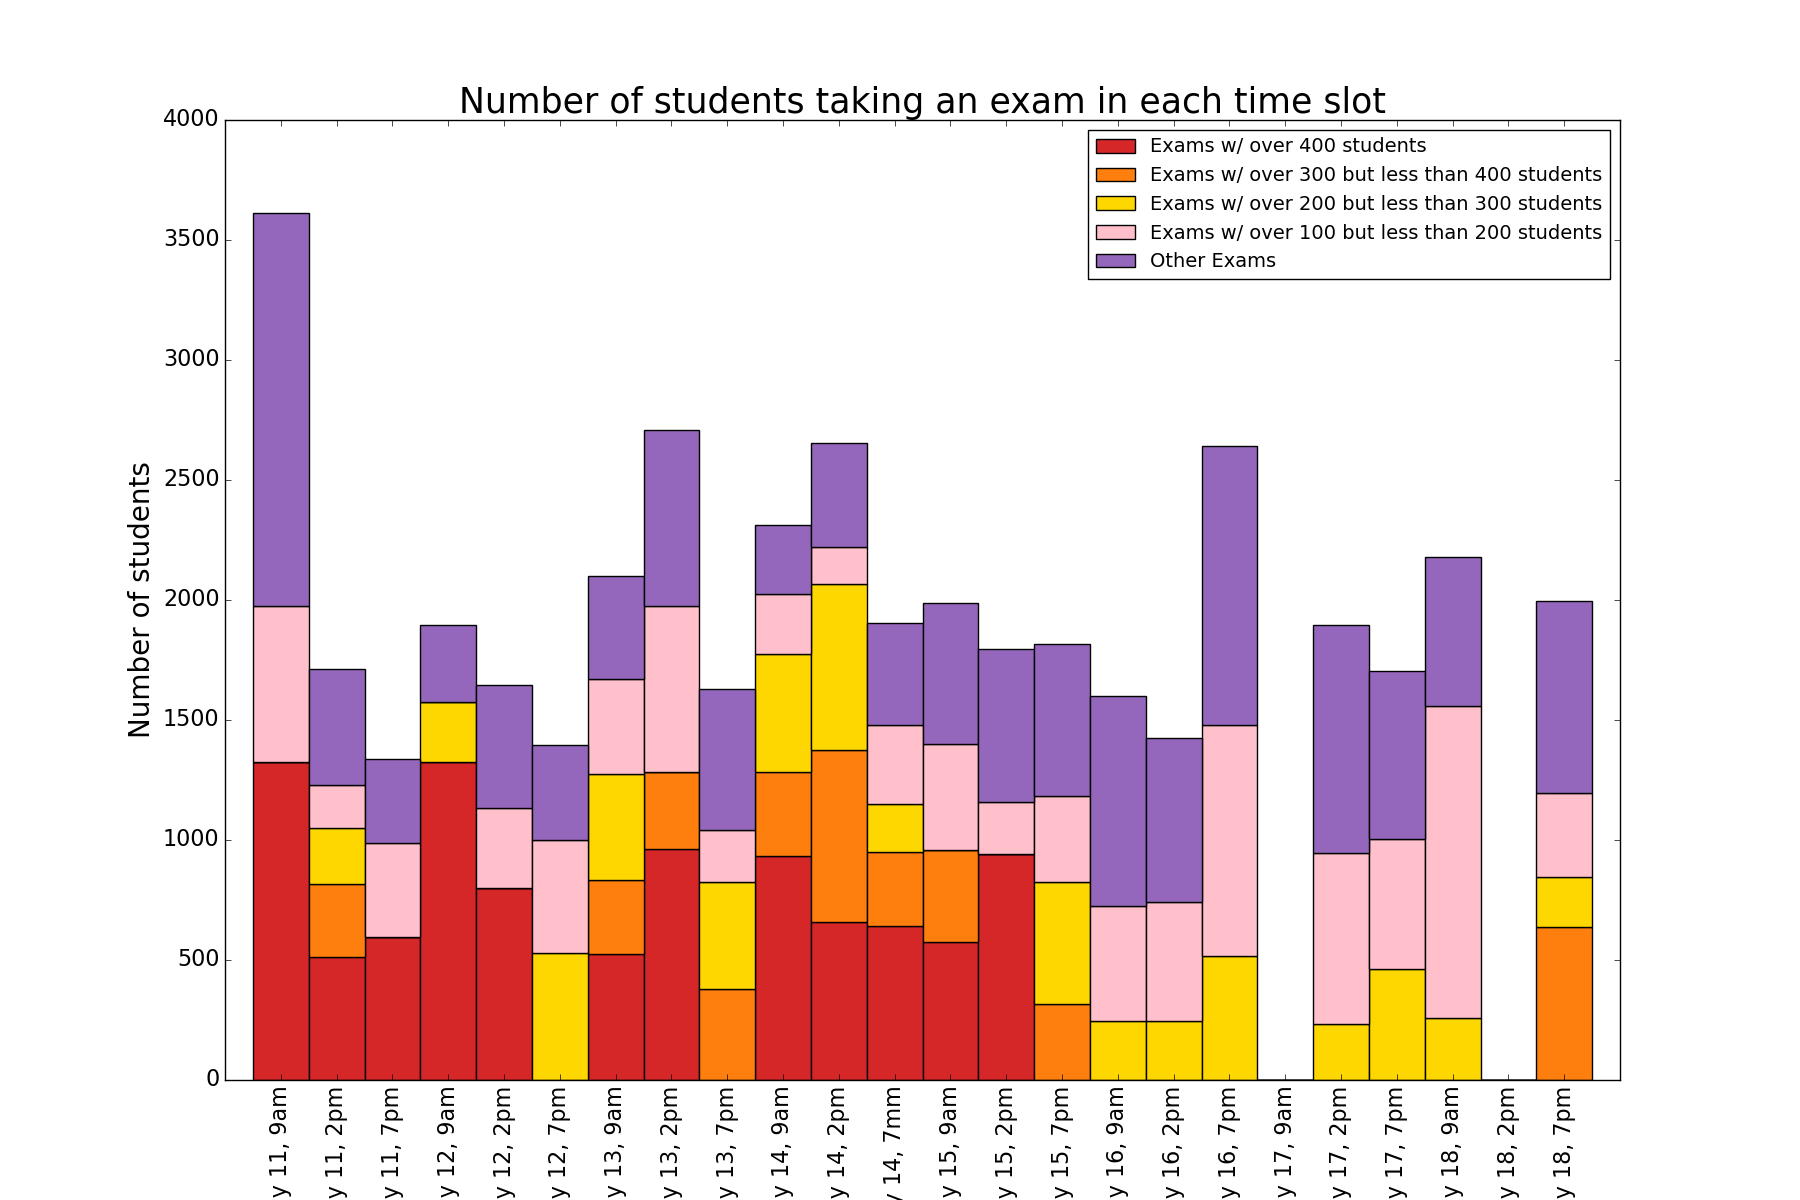 Number of students taking an exam in each time slot
Exams w/ over 400 students
Exams w/ over 300 but less than 400 students
Exams w/ over 200 but less than 300 students
Exams w/ over 100 but less than 200 students
Other Exams
Number of students
4000
3500
3000
2500
2000
1500
1000
500
0
y 11, 9am
y 11, 2pm
y 11, 7pm
y 12, 9am
y 12, 2pm
y 12, 7pm
y 13, 9am
y 13, 2pm
y 13, 7pm
y 14, 9am
y 14, 2pm
y 14, 7mm
y 15, 9am
y 15, 2pm
y 15, 7pm
y 16, 9am
y 16, 2pm
y 16, 7pm
y 17, 9am
y 17, 2pm
y 17, 7pm
y 18, 9am
y 18, 2pm
y 18, 7pm